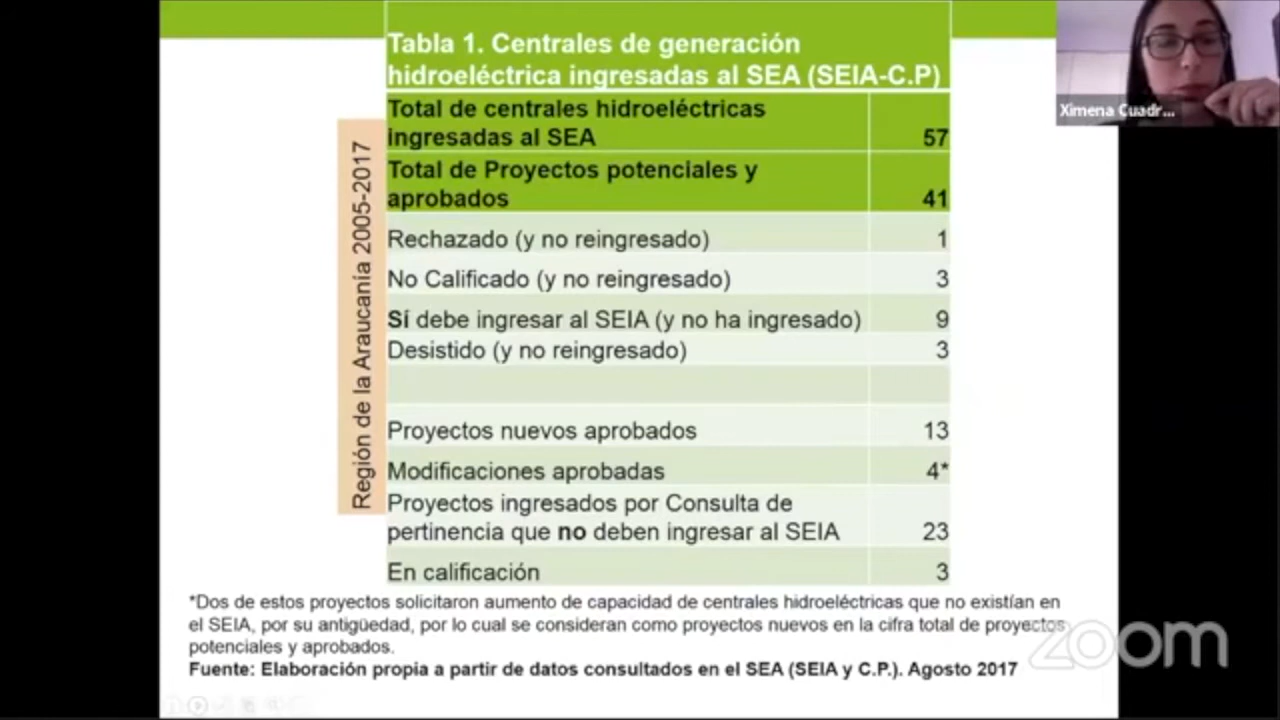 Tabla 1. Centrales de generación
hidroeléctrica ingresadas al SEA (SEIA-C.P)
Ximena Cuadr...
Región de la Araucanía 2005-2017
Total de centrales hidroeléctricas
ingresadas al SEA 57
Total de Proyectos potenciales y
aprobados 41
Rechazado (y no reingresado) 1
No Calificado (y no reingresado) 3
Sí debe ingresar al SEIA (y no ha ingresado) 9
Desistido (y no reingresado) 3
Proyectos nuevos aprobados 13
Modificaciones aprobadas 4*
Proyectos ingresados por Consulta de
pertinencia que no deben ingresar al SEIA 23
En calificación 3
*Dos de estos proyectos solicitaron aumento de capacidad de centrales hidroeléctricas que no existían en
el SEIA, por su antigüedad, por lo cual se consideran como proyectos nuevos en la cifra total de proyectos
potenciales y aprobados.
Fuente: Elaboración propia a partir de datos consultados en el SEA (SEIA y C.P.). Agosto 2017
zoom